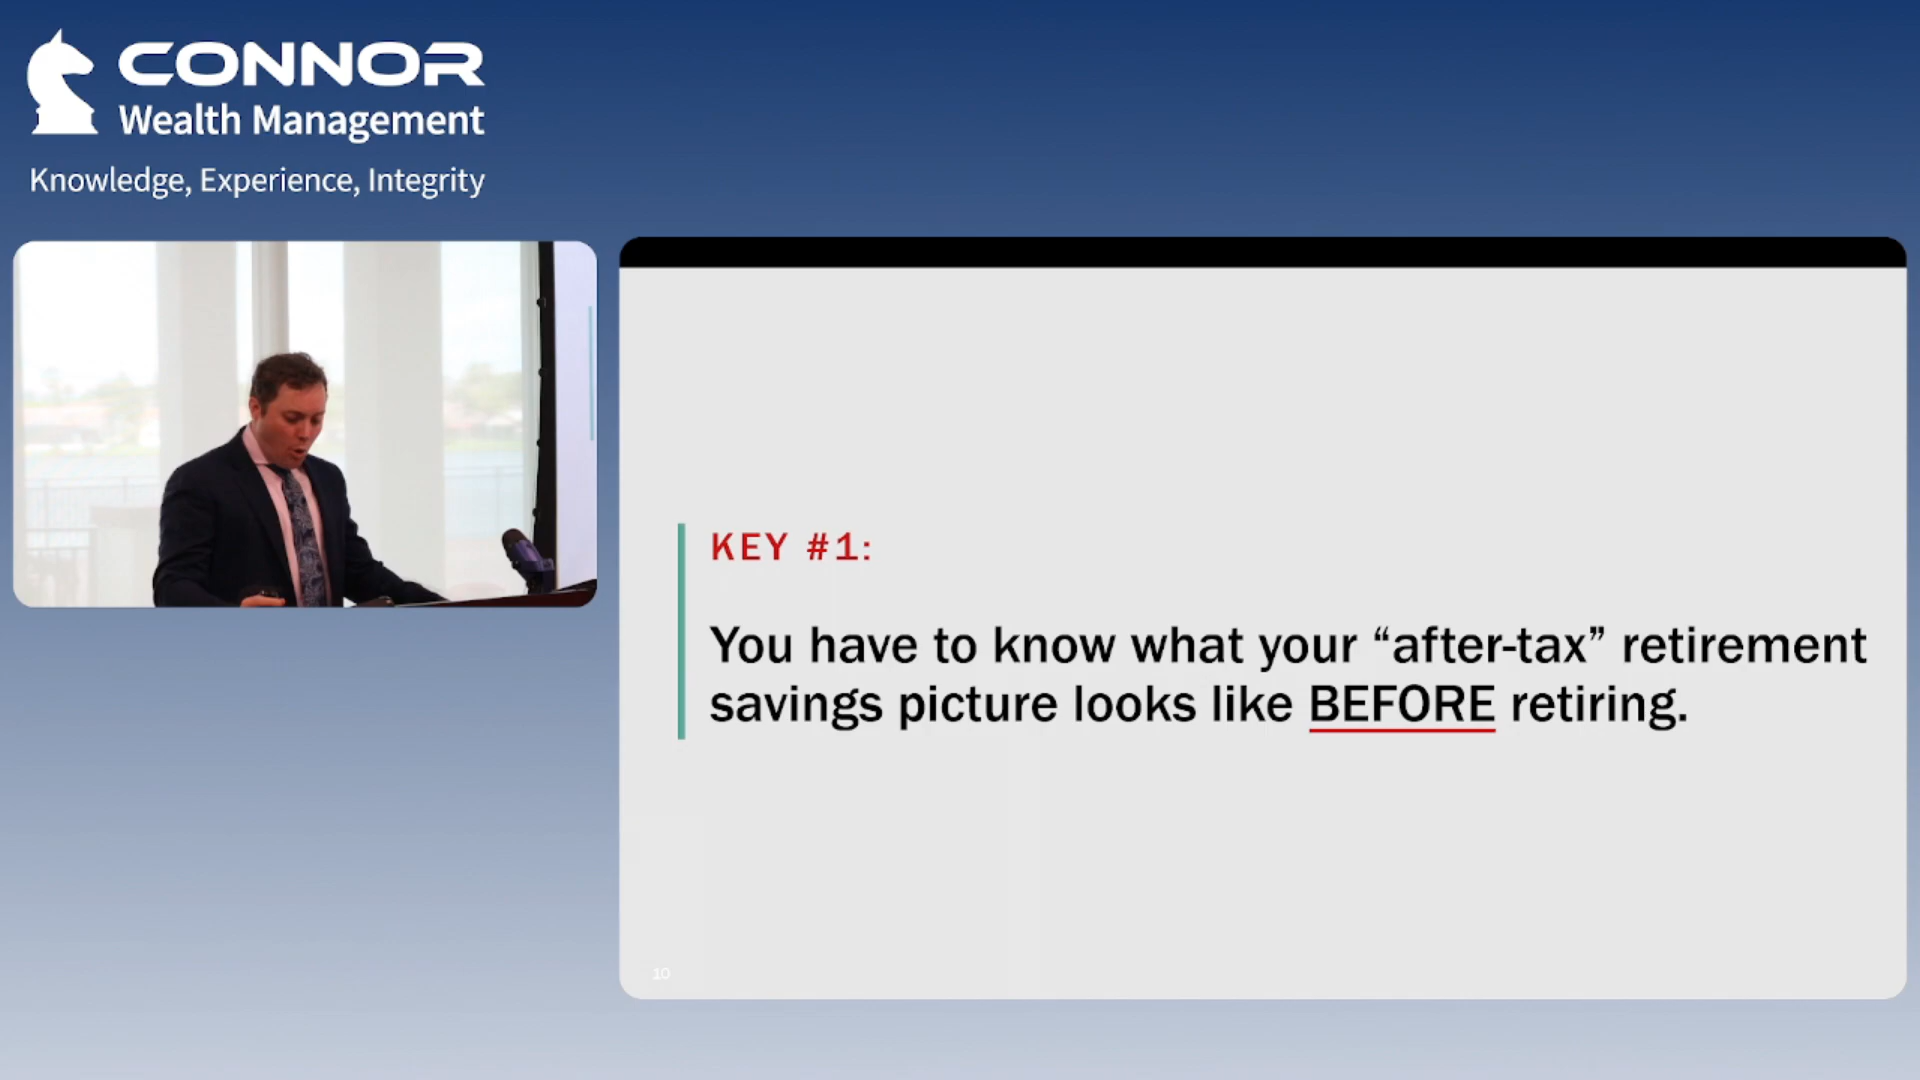 CONNOR
Wealth Management
Knowledge, Experience, Integrity
KEY #1:
You have to know what your “after-tax” retirement
savings picture looks like BEFORE retiring.
10